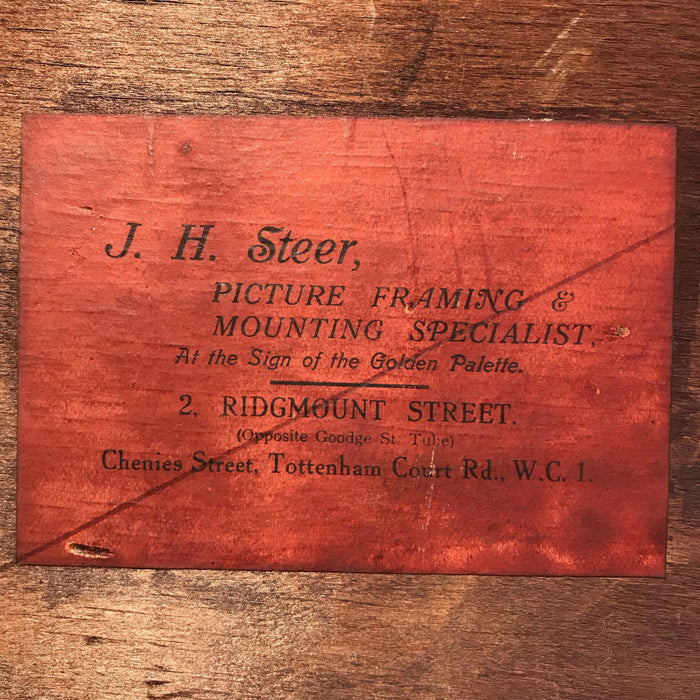 J. H. Steer,
PICTURE FRAMING &
MOUNTING SPECIALIST.
At the Sign of the Golden Palette.
2, RIDGMOUNT STREET.
(Opposite Goodge St. Tube)
Chenies Street, Tottenham Court Rd., W.C. 1.